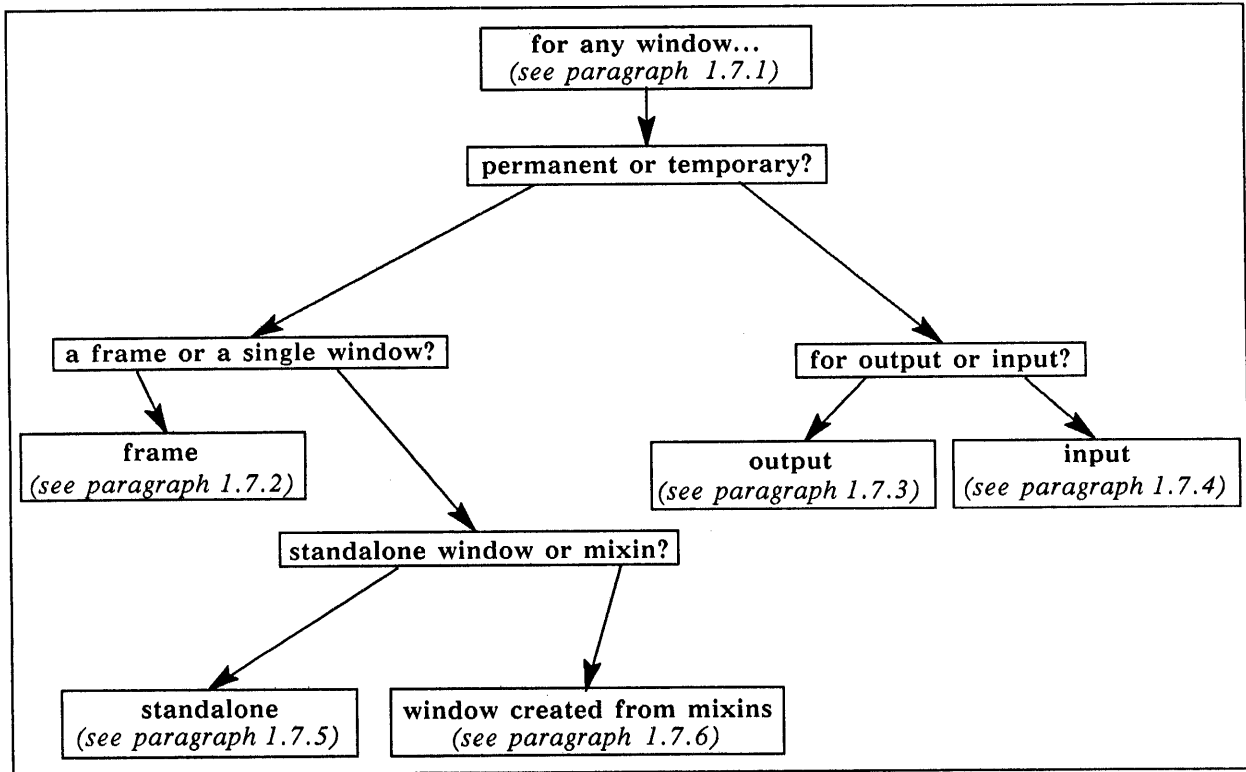 for any window...
(see paragraph 1.7.1)
permanent or temporary?
a frame or a single window?
for output or input?
frame
(see paragraph 1.7.2)
output
(see paragraph 1.7.3)
input
(see paragraph 1.7.4)
standalone window or mixin?
standalone
(see paragraph 1.7.5)
window created from mixins
(see paragraph 1.7.6)